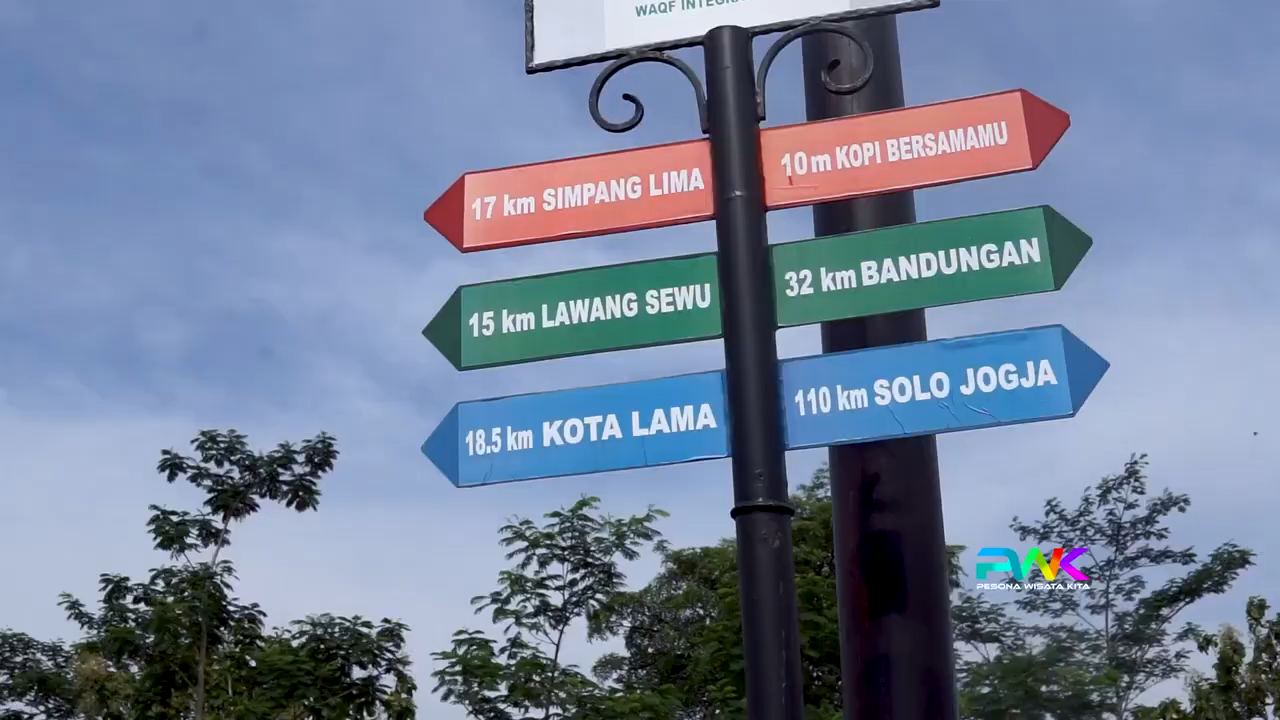 WAQF
17 km SIMPANG LIMA
10 m KOPI BERSAMAMU
15 km LAWANG SEWU
32 km BANDUNGAN
18.5 km KOTA LAMA
110 km SOLO JOGJA
PWK
PESONA WISATA KITA